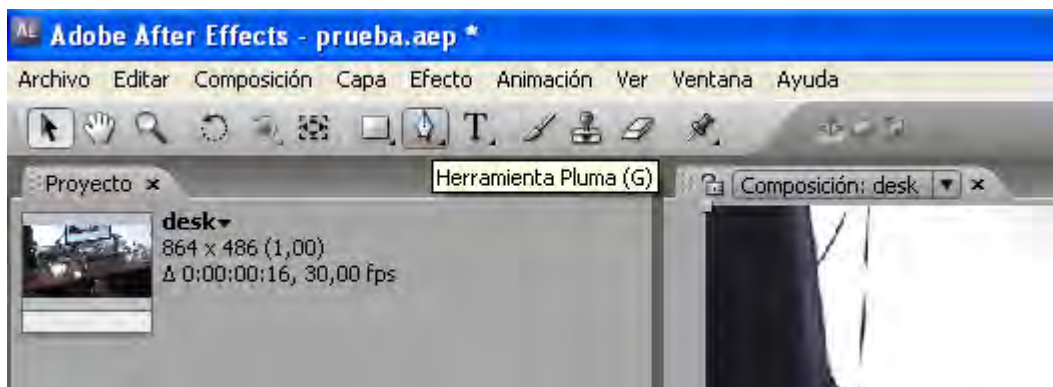 AE Adobe After Effects - prueba.aep *
Archivo Editar Composición Capa Efecto Animación Ver Ventana Ayuda
T
Herramienta Pluma (G)
Proyecto × Composición: desk ▼ ×
desk▾
864 x 486 (1,00)
Δ 0:00:00:16, 30,00 fps